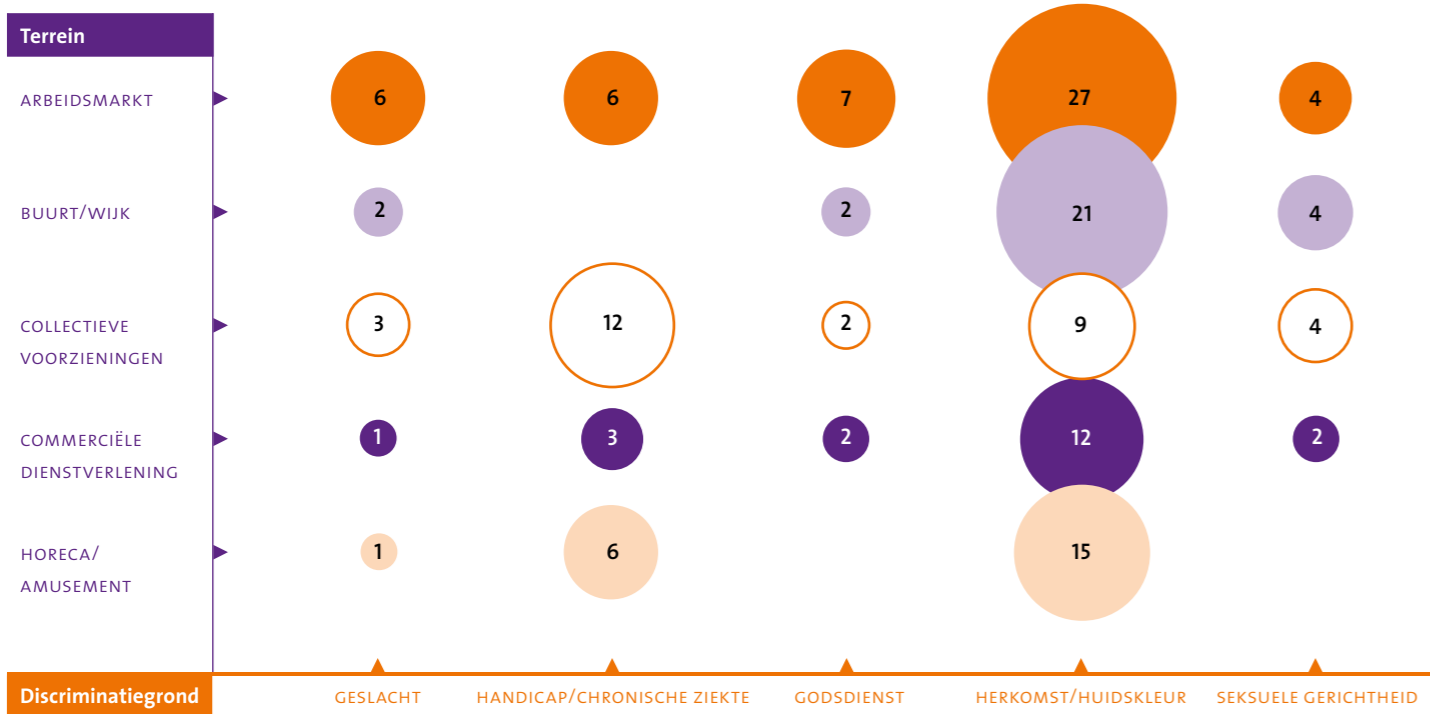 Terrein
ARBEIDSMARKT
6
6
7
27
4
BUURT/WIJK
2
2
21
4
COLLECTIEVE
VOORZIENINGEN
3
12
2
9
4
COMMERCIËLE
DIENSTVERLENING
1
3
2
12
2
HORECA/
AMUSEMENT
1
6
15
Discriminatiegrond
GESLACHT
HANDICAP/CHRONISCHE ZIEKTE
GODSDIENST
HERKOMST/HUIDSKLEUR
SEKSUELE GERICHTHEID